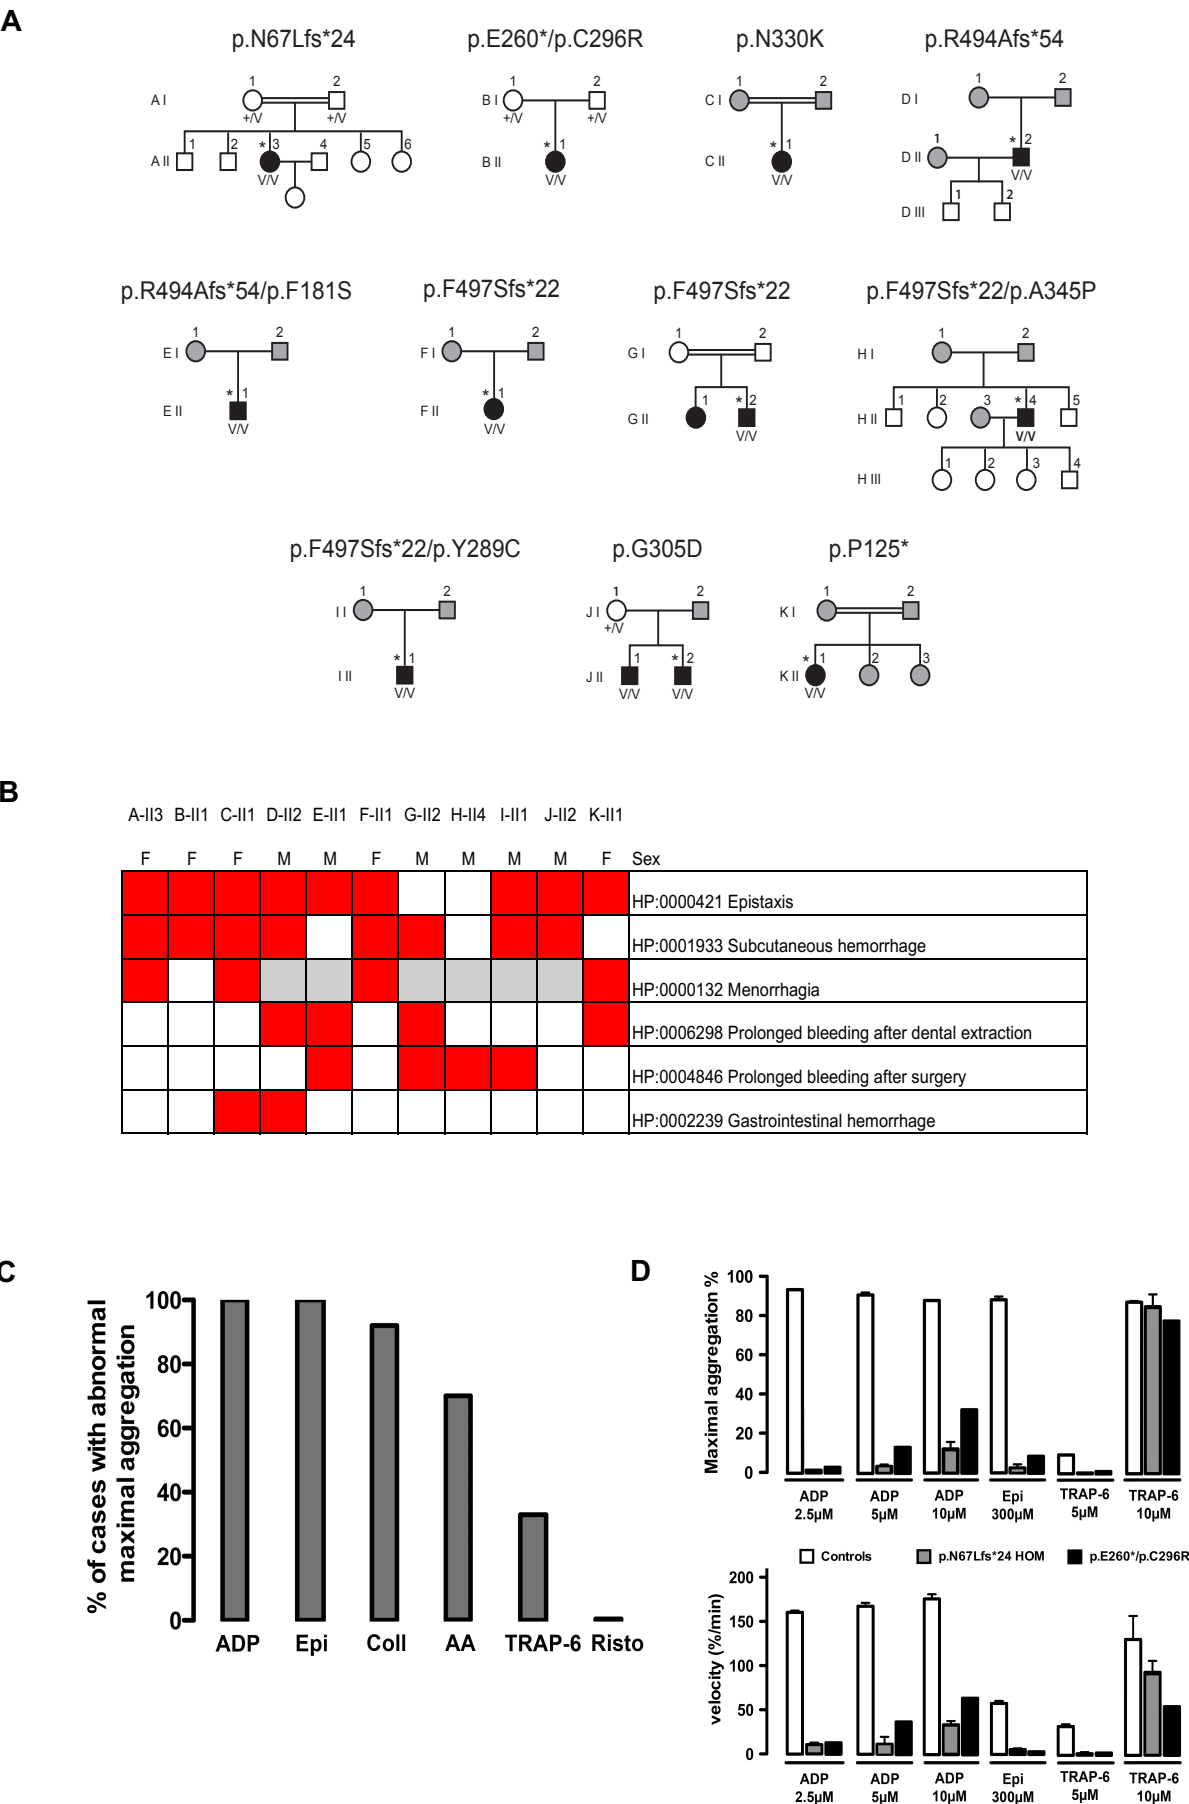 A
p.N67Lfs*24
p.E260*/p.C296R
p.N330K
p.R494Afs*54
1 2
1 2
1 2
1 2
A I
B I
C I
D I
+/V +/V
+/V +/V
1 2 * 3 4 5 6
* 1
* 1
1 * 2
A II
B II
C II
D II
V/V
V/V
V/V
V/V
1 2
D III
p.R494Afs*54/p.F181S
p.F497Sfs*22
p.F497Sfs*22
p.F497Sfs*22/p.A345P
1 2
1 2
1 2
1 2
E I
F I
G I
H I
* 1
* 1
1 * 2
1 2 3 * 4 5
E II
F II
G II
H II
V/V
V/V
V/V
V/V
1 2 3 4
H III
p.F497Sfs*22/p.Y289C
p.G305D
p.P125*
1 2
1 2
1 2
I I
J I
K I
+/V
* 1
1 * 2
* 1 2 3
I II
J II
K II
V/V
V/V V/V
V/V
B
A-II3 B-II1 C-II1 D-II2 E-II1 F-II1 G-II2 H-II4 I-II1 J-II2 K-II1
F F F M M F M M M M F Sex
HP:0000421 Epistaxis
HP:0001933 Subcutaneous hemorrhage
HP:0000132 Menorrhagia
HP:0006298 Prolonged bleeding after dental extraction
HP:0004846 Prolonged bleeding after surgery
HP:0002239 Gastrointestinal hemorrhage
C
% of cases with abnormal
maximal aggregation
100
80
60
40
20
0
ADP Epi Coll AA TRAP-6 Risto
D
Maximal aggregation %
100
80
60
40
20
0
ADP ADP ADP Epi TRAP-6 TRAP-6
2.5µM 5µM 10µM 300µM 5µM 10µM
Controls p.N67Lfs*24 HOM p.E260*/p.C296R
velocity (%/min)
200
150
100
50
0
ADP ADP ADP Epi TRAP-6 TRAP-6
2.5µM 5µM 10µM 300µM 5µM 10µM